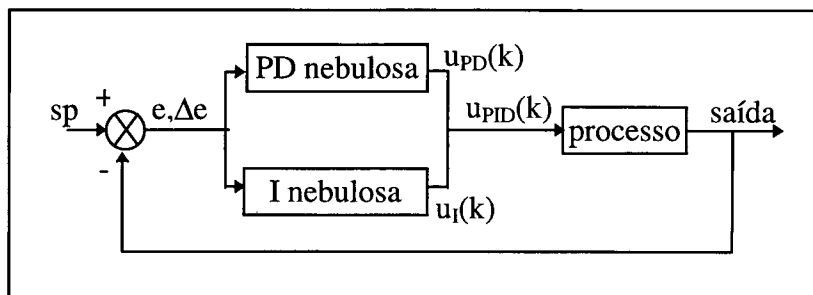 PD nebulosa
u_PD(k)
sp
+
e,Δe
u_PID(k)
processo
saída
-
I nebulosa
u_I(k)